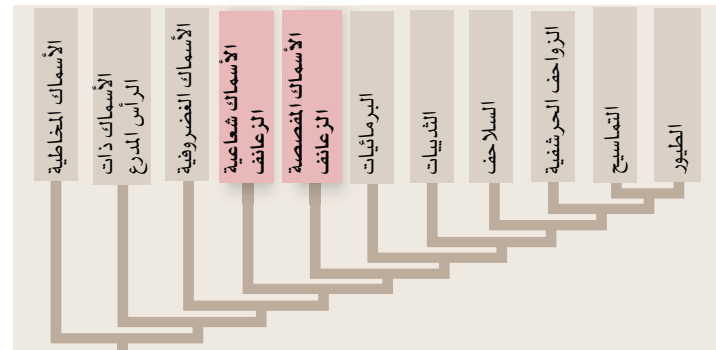 الأسماك المخاطية
الأسماك ذات
الرأس المدرع
الأسماك الغضروفية
الأسماك شعاعية
الزعانف
الأسماك المفصصة
الزعانف
البرمائيات
الثدييات
السلاحف
الزواحف الحرشفية
التماسيح
الطيور